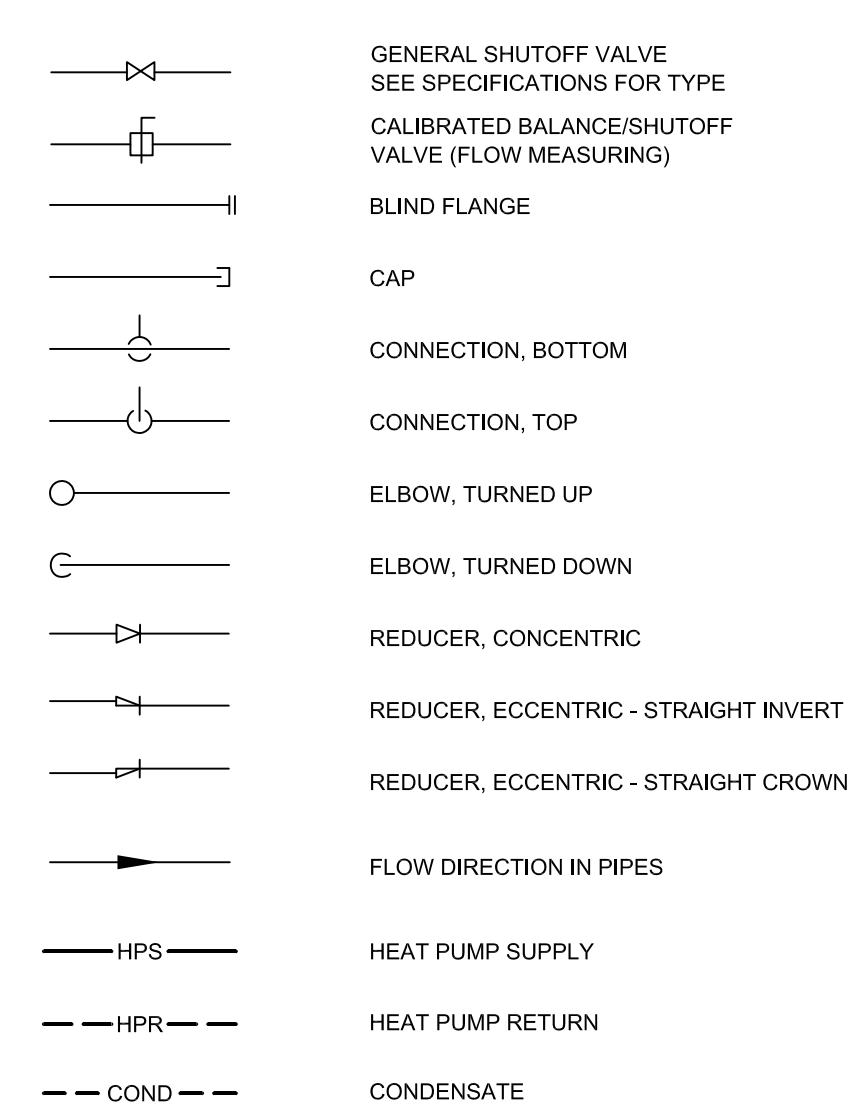 GENERAL SHUTOFF VALVE
SEE SPECIFICATIONS FOR TYPE
CALIBRATED BALANCE/SHUTOFF
VALVE (FLOW MEASURING)
BLIND FLANGE
CAP
CONNECTION, BOTTOM
CONNECTION, TOP
ELBOW, TURNED UP
ELBOW, TURNED DOWN
REDUCER, CONCENTRIC
REDUCER, ECCENTRIC - STRAIGHT INVERT
REDUCER, ECCENTRIC - STRAIGHT CROWN
FLOW DIRECTION IN PIPES
HPS HEAT PUMP SUPPLY
HPR HEAT PUMP RETURN
COND CONDENSATE